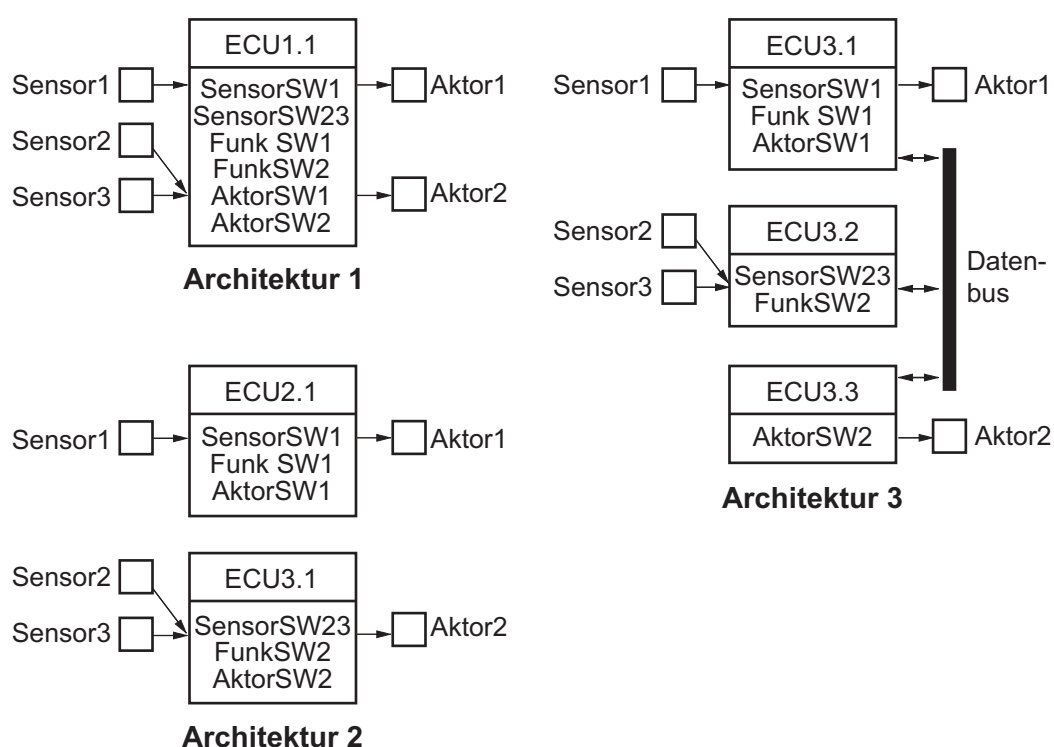 ECU1.1
Sensor1
SensorSW1
Aktor1
SensorSW23
Sensor2
Funk SW1
FunkSW2
Sensor3
AktorSW1
Aktor2
AktorSW2
Architektur 1
ECU2.1
Sensor1
SensorSW1
Aktor1
Funk SW1
AktorSW1
Sensor2
ECU3.1
Sensor3
SensorSW23
Aktor2
FunkSW2
AktorSW2
Architektur 2
ECU3.1
Sensor1
SensorSW1
Aktor1
Funk SW1
AktorSW1
Sensor2
ECU3.2
Sensor3
SensorSW23
FunkSW2
Daten-
bus
ECU3.3
AktorSW2
Aktor2
Architektur 3